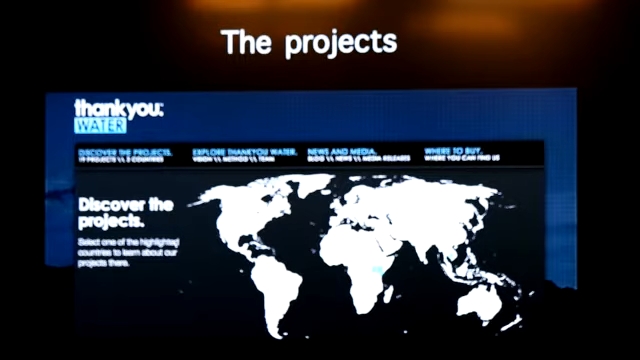 The projects
thankyou:
WATER
DISCOVER THE PROJECTS. EXPLORE THANKYOU WATER. NEWS AND MEDIA. WHERE TO BUY.
PROJECTS \\ COUNTRIES VISION \\ METHOD \\ TEAM BLOG \\ NEWS \\ MEDIA RELEASES WHERE YOU CAN FIND US
Discover the
projects.
Select one of the highlighted
countries to learn about our
projects there.